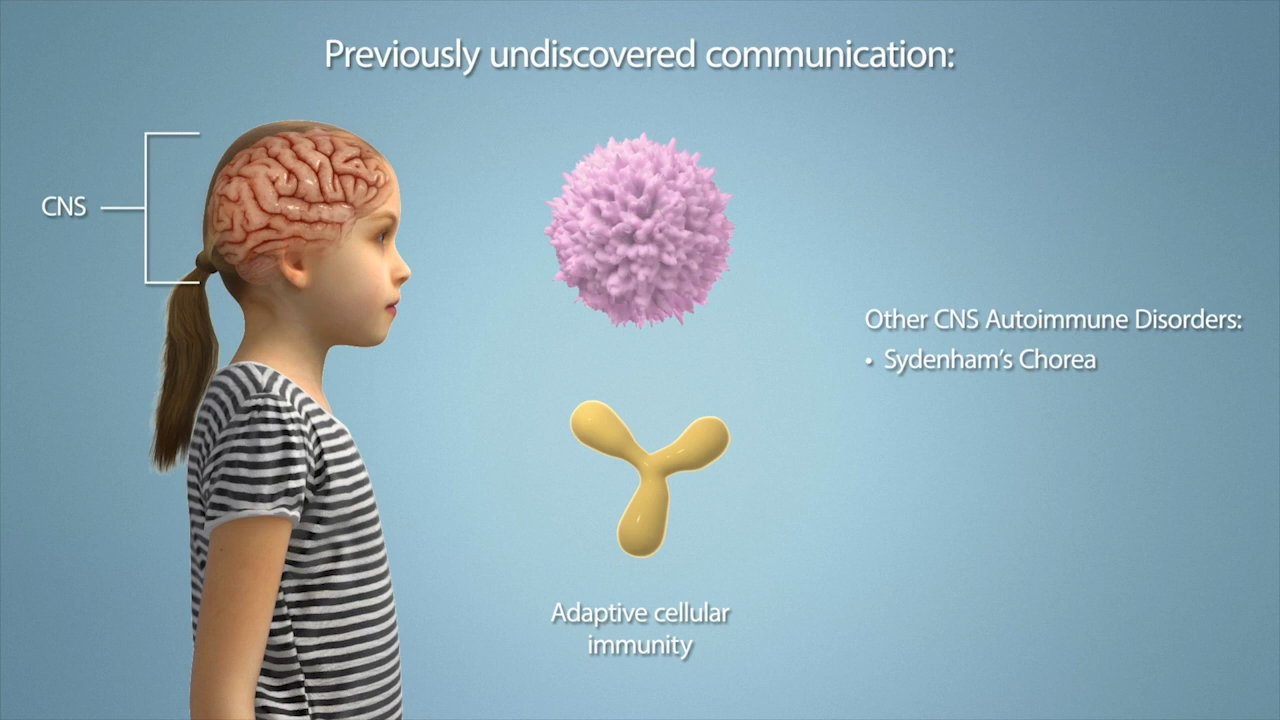 Previously undiscovered communication:
CNS
Other CNS Autoimmune Disorders:
• Sydenham's Chorea
Adaptive cellular
immunity